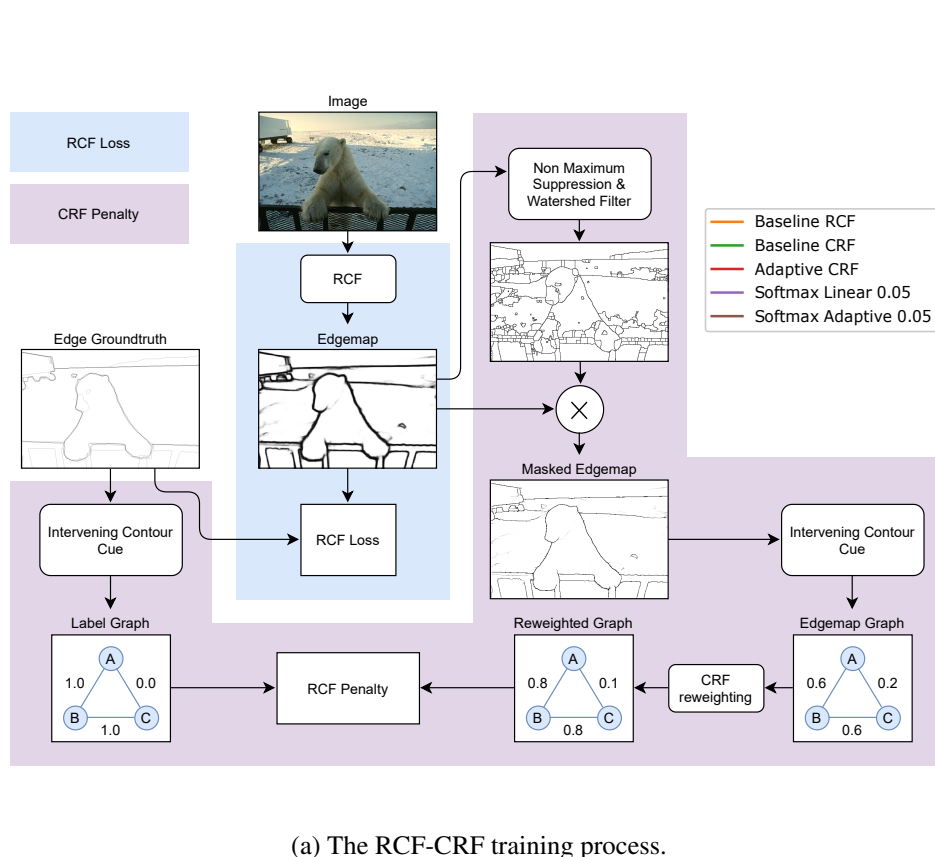 Image
RCF Loss
CRF Penalty
Non Maximum
Suppression &
Watershed Filter
Baseline RCF
Baseline CRF
Adaptive CRF
Softmax Linear 0.05
Softmax Adaptive 0.05
RCF
Edge Groundtruth
Edgemap
Masked Edgemap
Intervening Contour
Cue
RCF Loss
Intervening Contour
Cue
Label Graph
A
1.0
0.0
B
C
1.0
RCF Penalty
Reweighted Graph
A
0.8
0.1
B
C
0.8
CRF
reweighting
Edgemap Graph
A
0.6
0.2
B
C
0.6
(a) The RCF-CRF training process.